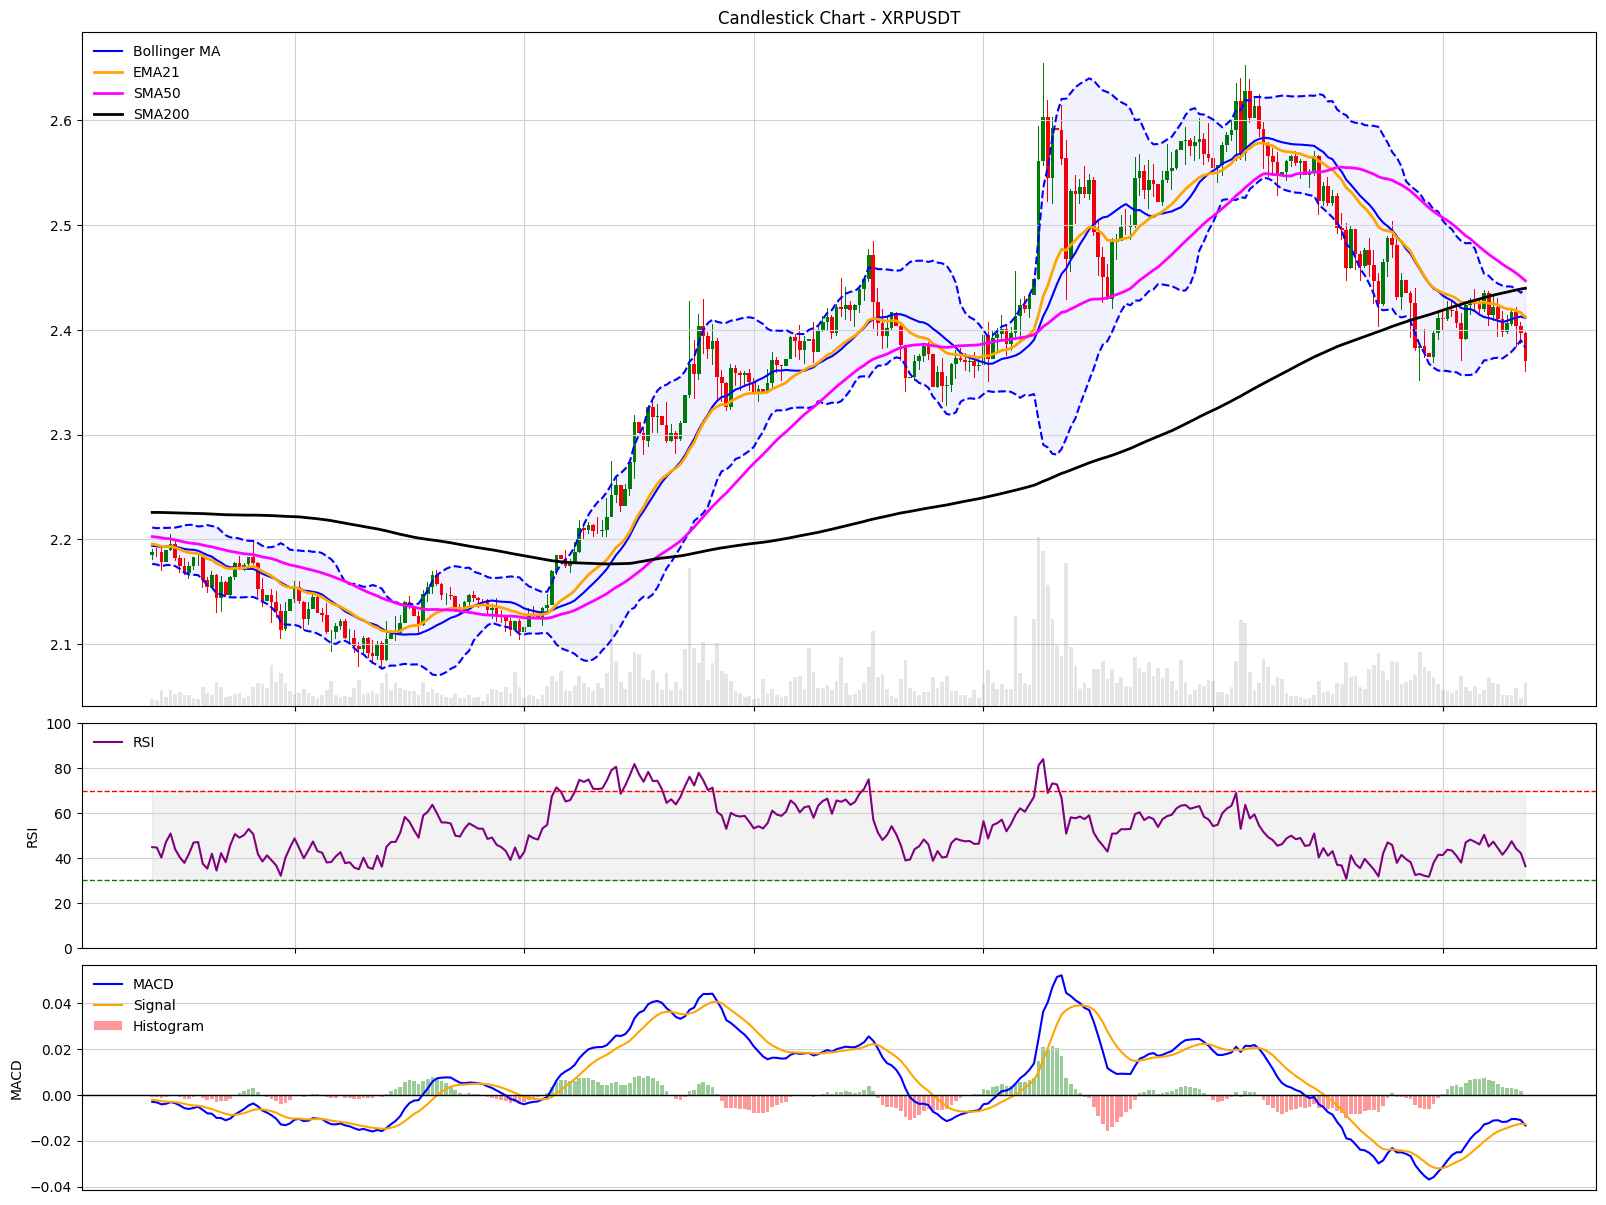 Candlestick Chart - XRPUSDT
Bollinger MA
EMA21
SMA50
SMA200
2.6
2.5
2.4
2.3
2.2
2.1
RSI
100
80
60
40
20
0
RSI
MACD
Signal
Histogram
0.04
0.02
0.00
−0.02
−0.04
MACD